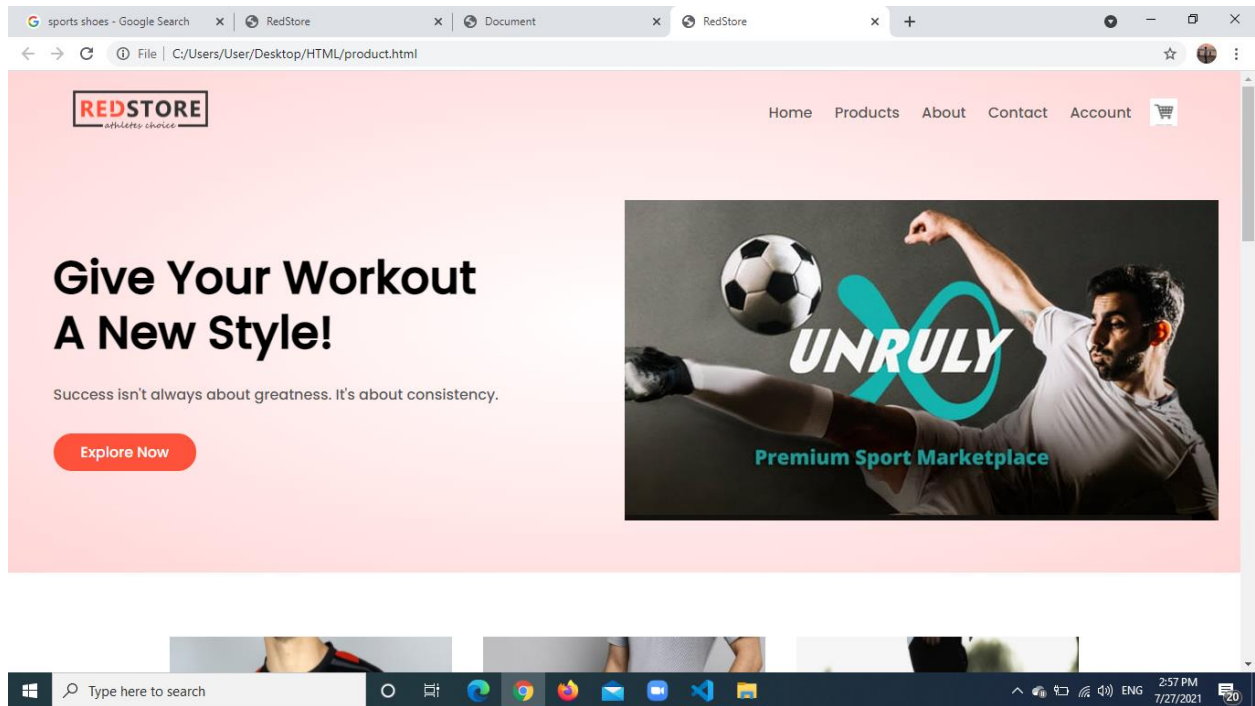 sports shoes - Google Search
RedStore
Document
RedStore
File
C:/Users/User/Desktop/HTML/product.html
REDSTORE
athletes choice
Home
Products
About
Contact
Account
Give Your Workout
A New Style!
Success isn't always about greatness. It's about consistency.
Explore Now
UNRULY
Premium Sport Marketplace
Type here to search
ENG
2:57 PM
7/27/2021
20